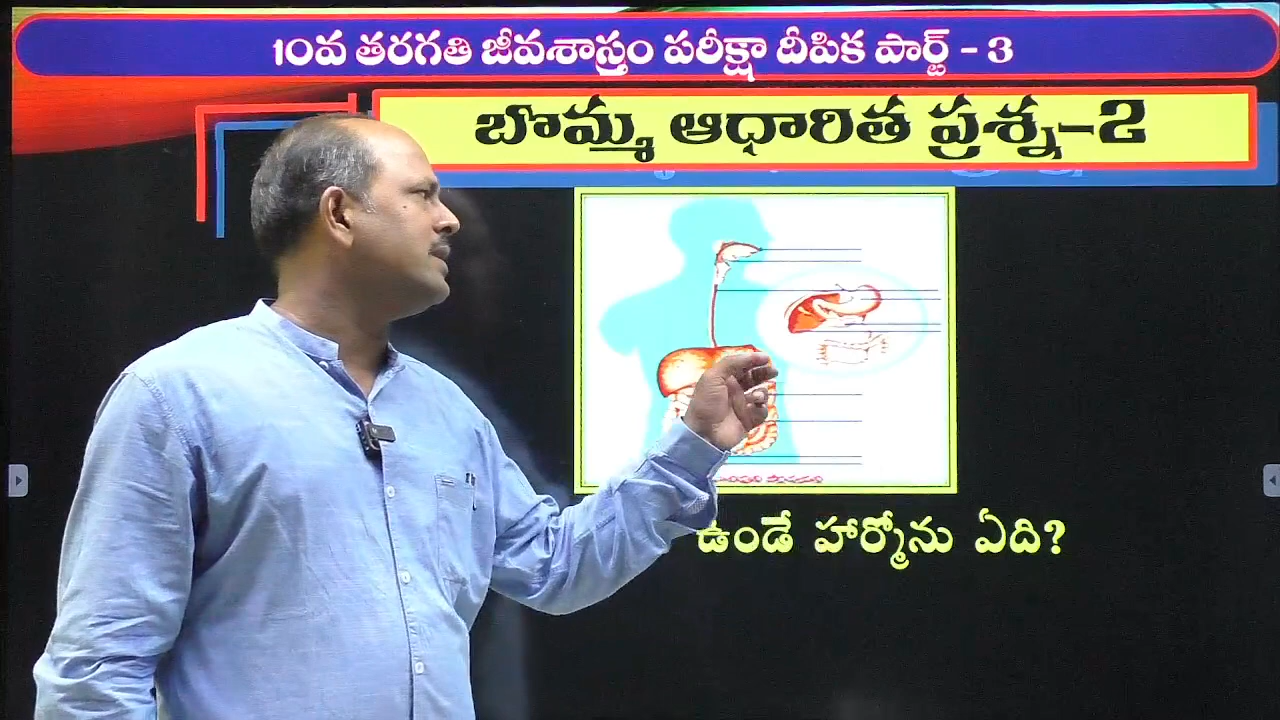 10వ తరగతి జీవశాస్త్రం పరీక్షా దీపిక పార్ట్ - 3
బొమ్మ ఆధారిత ప్రశ్న-2
ఉండే హార్మోను ఏది?